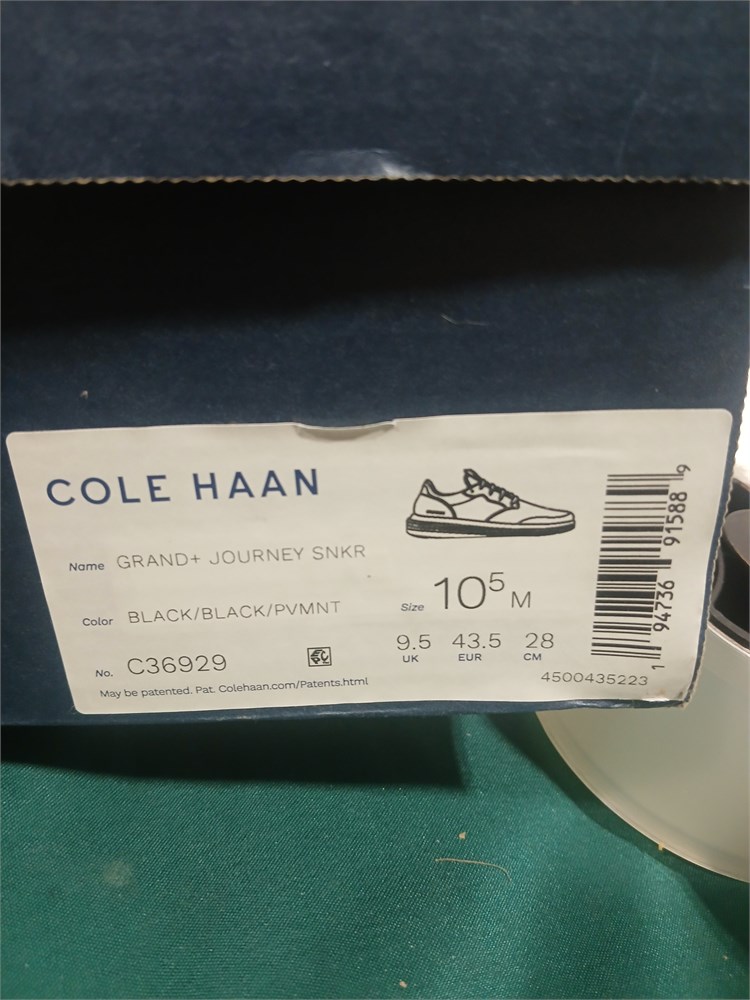 COLE HAAN
Name GRAND+ JOURNEY SNKR
Color BLACK/BLACK/PVMNT
Size 10⁵ M
9.5 43.5 28
UK EUR CM
No. C36929
May be patented. Pat. Colehaan.com/Patents.html
4500435223
1 94736 91588 9